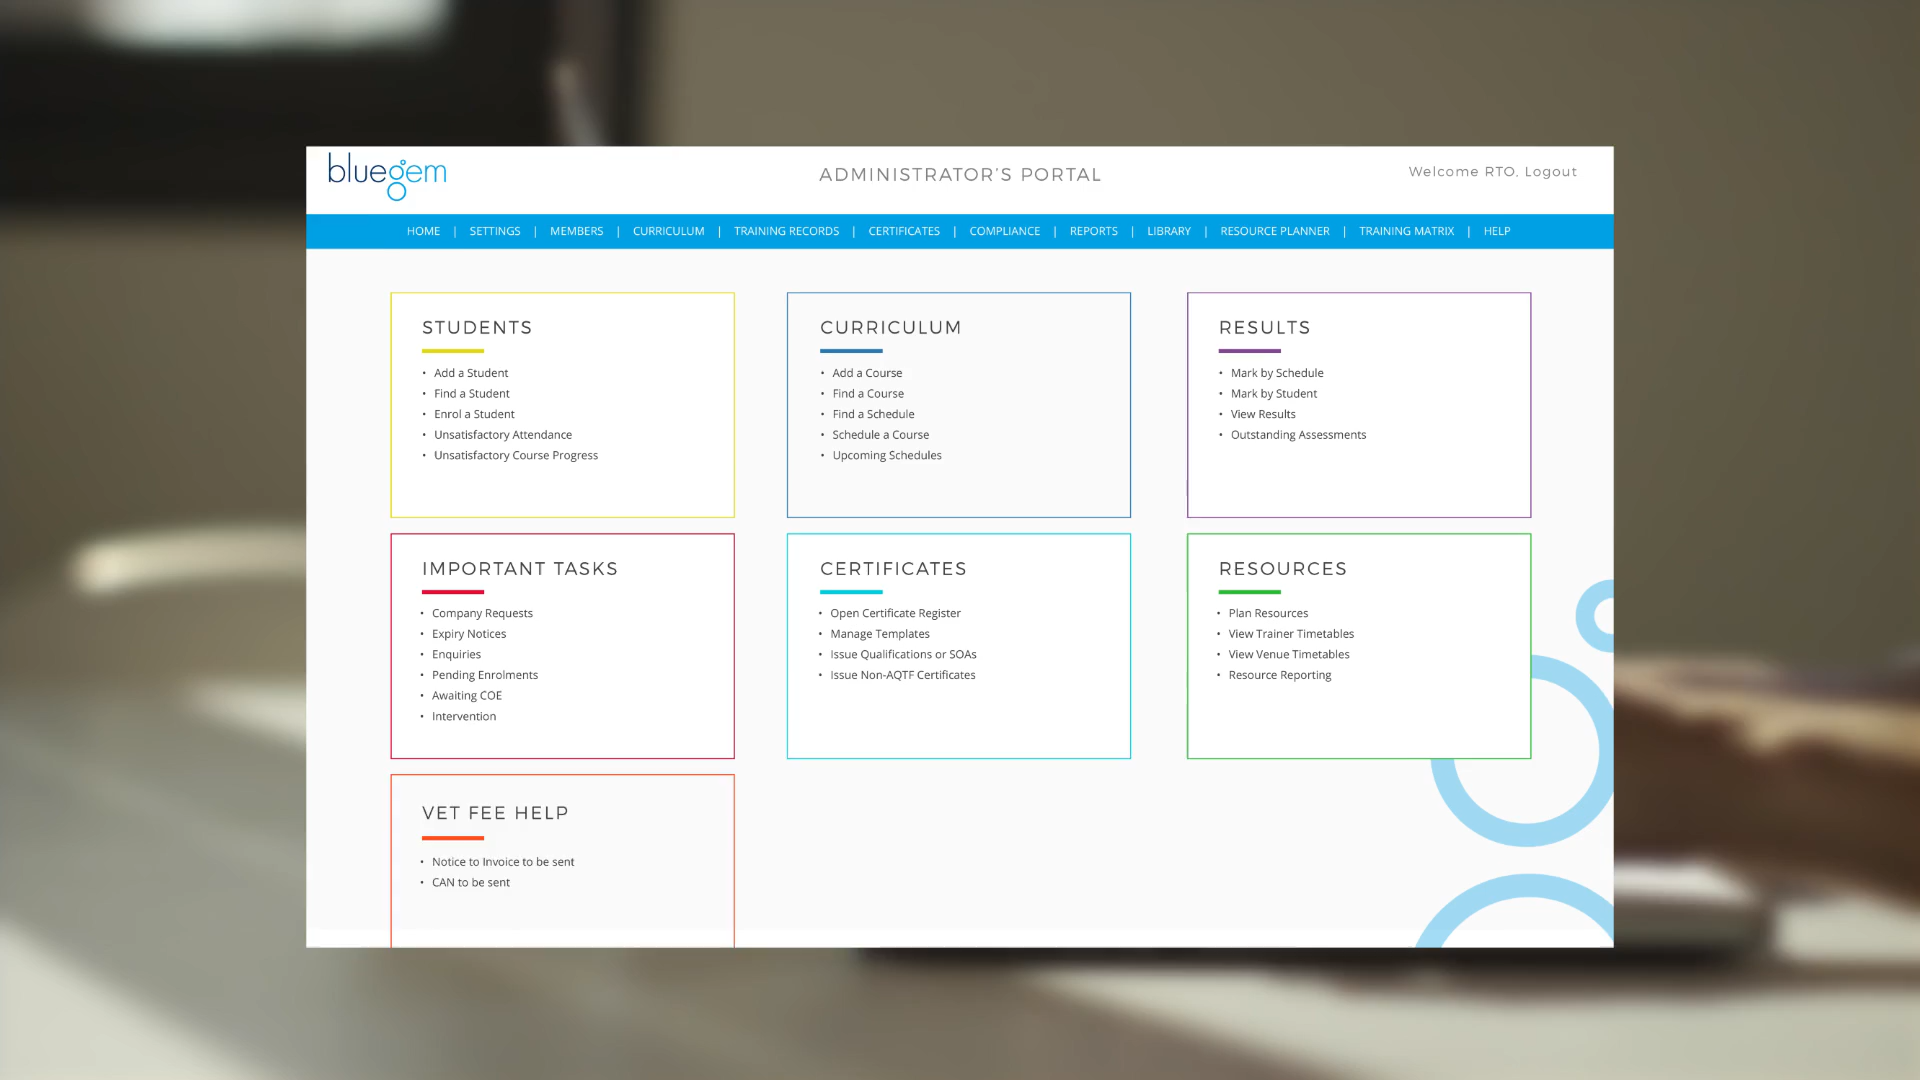 bluegem
ADMINISTRATOR'S PORTAL
Welcome RTO, Logout
HOME | SETTINGS | MEMBERS | CURRICULUM | TRAINING RECORDS | CERTIFICATES | COMPLIANCE | REPORTS | LIBRARY | RESOURCE PLANNER | TRAINING MATRIX | HELP
STUDENTS
• Add a Student
• Find a Student
• Enrol a Student
• Unsatisfactory Attendance
• Unsatisfactory Course Progress
CURRICULUM
• Add a Course
• Find a Course
• Find a Schedule
• Schedule a Course
• Upcoming Schedules
RESULTS
• Mark by Schedule
• Mark by Student
• View Results
• Outstanding Assessments
IMPORTANT TASKS
• Company Requests
• Expiry Notices
• Enquiries
• Pending Enrolments
• Awaiting COE
• Intervention
CERTIFICATES
• Open Certificate Register
• Manage Templates
• Issue Qualifications or SOAs
• Issue Non-AQTF Certificates
RESOURCES
• Plan Resources
• View Trainer Timetables
• View Venue Timetables
• Resource Reporting
VET FEE HELP
• Notice to Invoice to be sent
• CAN to be sent